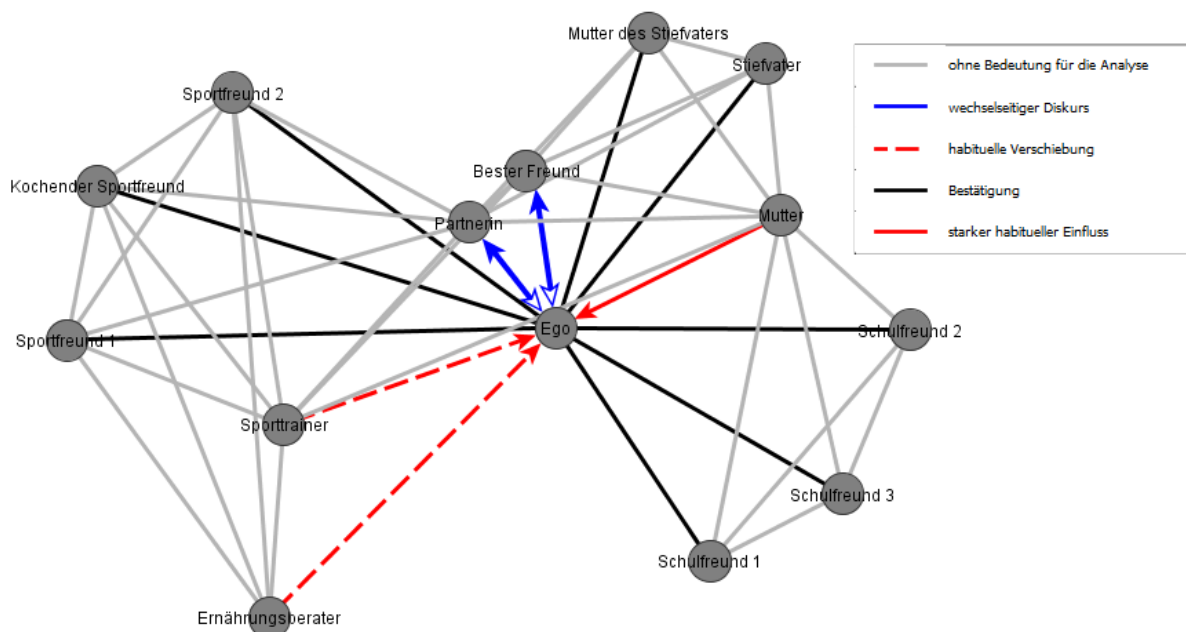 Mutter des Stiefvaters
Stiefvater
Sportfreund 2
Bester Freund
Kochender Sportfreund
Partnerin
Mutter
Ego
Schulfreund 2
Sportfreund 1
Sporttrainer
Schulfreund 3
Schulfreund 1
Ernährungsberater
ohne Bedeutung für die Analyse
wechselseitiger Diskurs
habituelle Verschiebung
Bestätigung
starker habitueller Einfluss